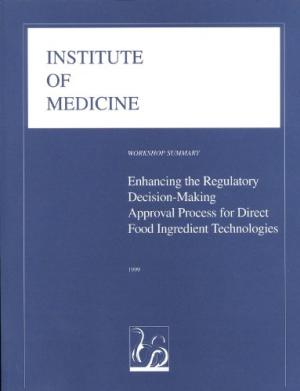 INSTITUTE
OF
MEDICINE
WORKSHOP SUMMARY
Enhancing the Regulatory
Decision-Making
Approval Process for Direct
Food Ingredient Technologies
1999